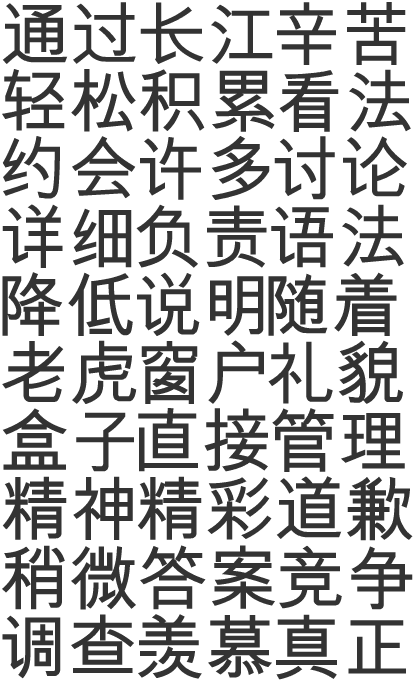 通过长江辛苦
轻松积累看法
约会许多讨论
详细负责语法
降低说明随着
老虎窗户礼貌
盒子直接管理
精神精彩道歉
稍微答案竞争
调查羡慕真正